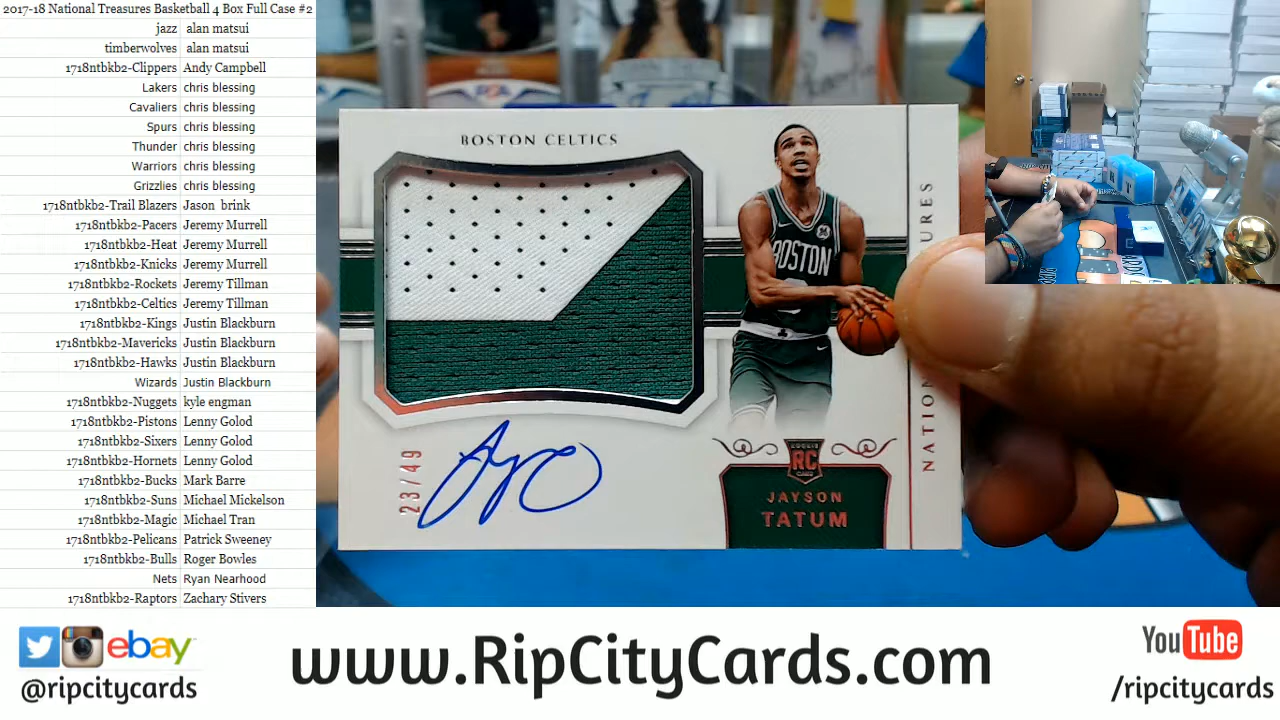 2017-18 National Treasures Basketball 4 Box Full Case #2
jazz alan matsui
timberwolves alan matsui
1718ntbkb2-Clippers Andy Campbell
Lakers chris blessing
Cavaliers chris blessing
Spurs chris blessing
Thunder chris blessing
Warriors chris blessing
Grizzlies chris blessing
1718ntbkb2-Trail Blazers Jason brink
1718ntbkb2-Pacers Jeremy Murrell
1718ntbkb2-Heat Jeremy Murrell
1718ntbkb2-Knicks Jeremy Murrell
1718ntbkb2-Rockets Jeremy Tillman
1718ntbkb2-Celtics Jeremy Tillman
1718ntbkb2-Kings Justin Blackburn
1718ntbkb2-Mavericks Justin Blackburn
1718ntbkb2-Hawks Justin Blackburn
Wizards Justin Blackburn
1718ntbkb2-Nuggets kyle engman
1718ntbkb2-Pistons Lenny Golod
1718ntbkb2-Sixers Lenny Golod
1718ntbkb2-Hornets Lenny Golod
1718ntbkb2-Bucks Mark Barre
1718ntbkb2-Suns Michael Mickelson
1718ntbkb2-Magic Michael Tran
1718ntbkb2-Pelicans Patrick Sweeney
1718ntbkb2-Bulls Roger Bowles
Nets Ryan Nearhood
1718ntbkb2-Raptors Zachary Stivers
BOSTON CELTICS
BOSTON
23/49
RC
JAYSON
TATUM
ebay
@ripcitycards
www.RipCityCards.com
YouTube
/ripcitycards